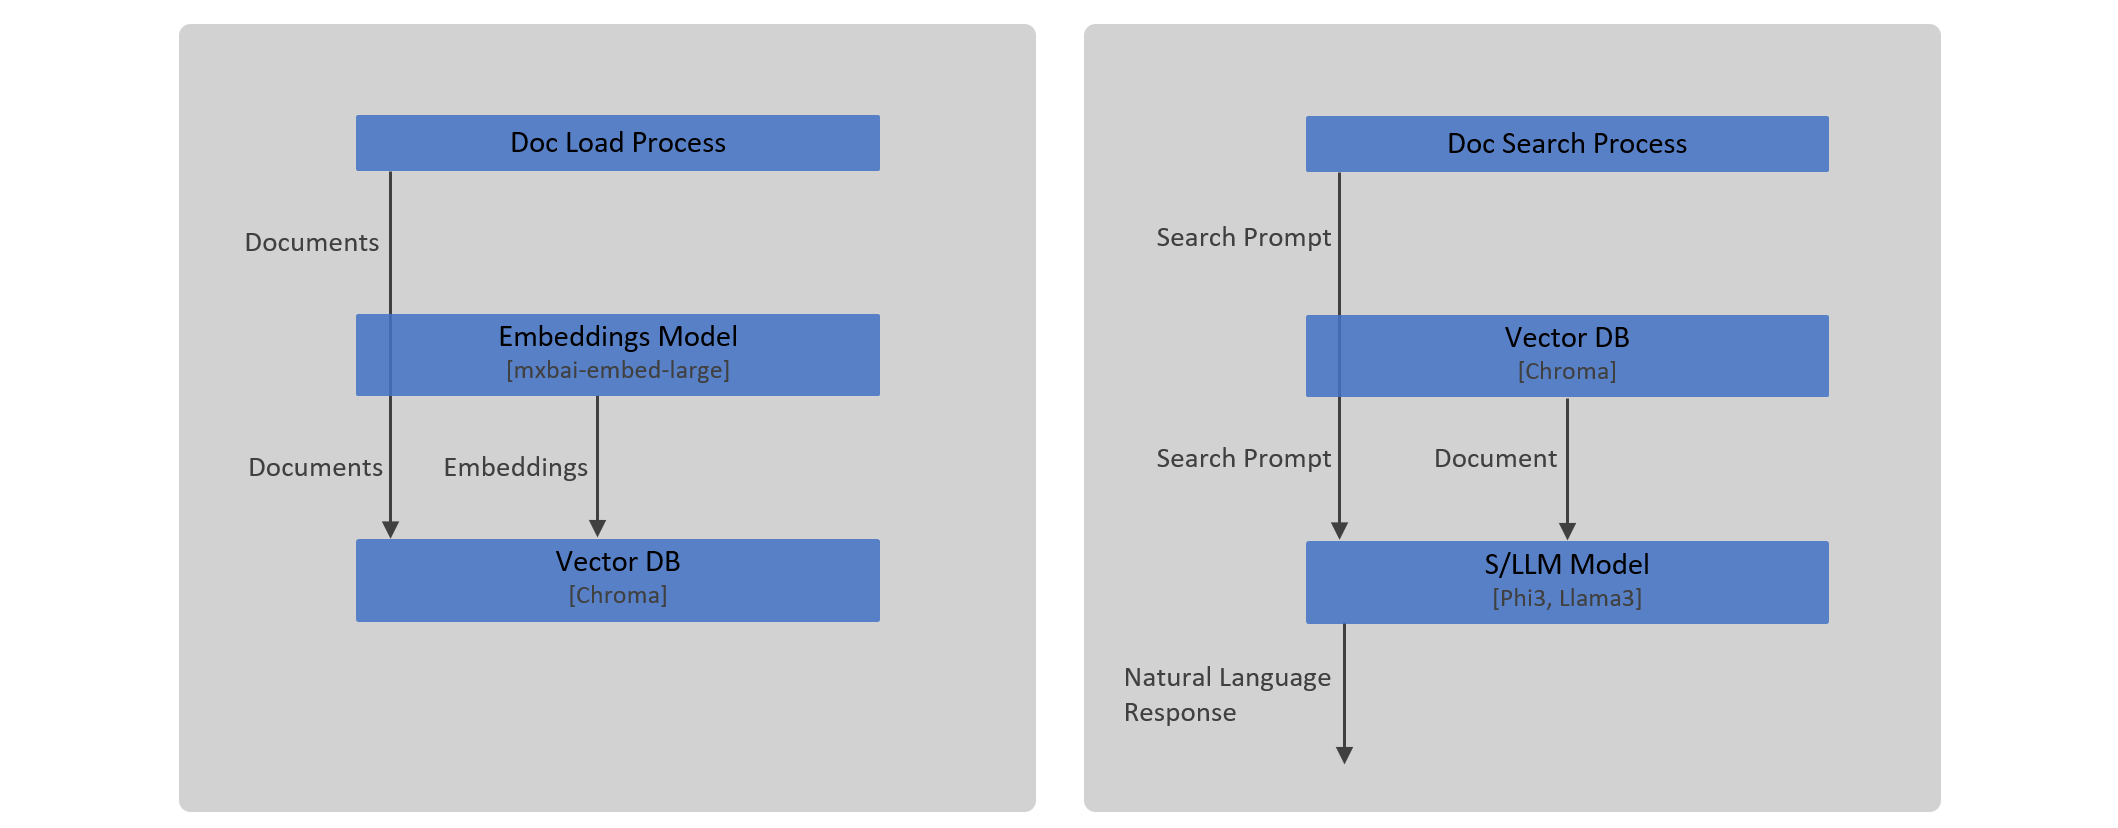 Doc Load Process
Documents
Embeddings Model
[mxbai-embed-large]
Documents
Embeddings
Vector DB
[Chroma]
Doc Search Process
Search Prompt
Vector DB
[Chroma]
Search Prompt
Document
S/LLM Model
[Phi3, Llama3]
Natural Language
Response